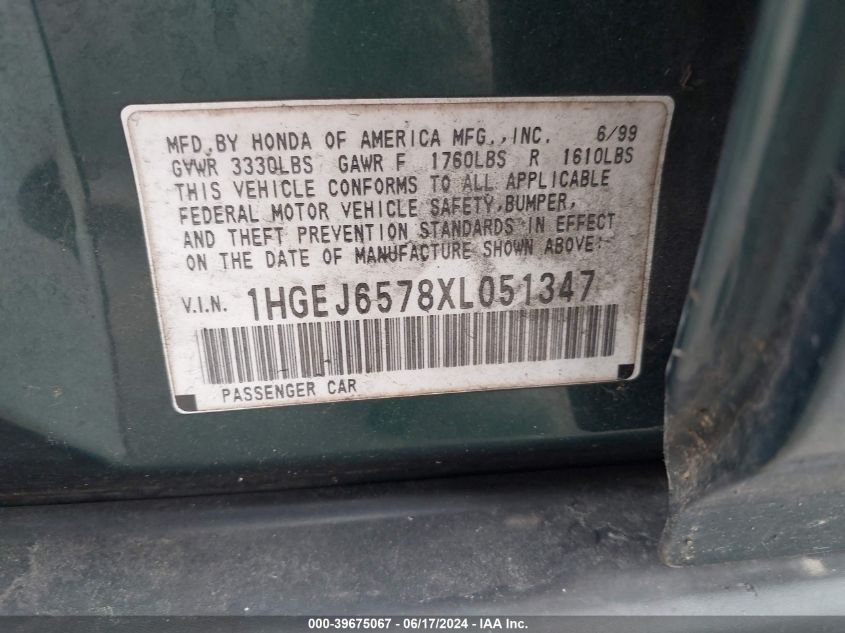 MFD. BY HONDA OF AMERICA MFG., INC. 6/99
GVWR 3330LBS GAWR F 1760LBS R 1610LBS
THIS VEHICLE CONFORMS TO ALL APPLICABLE
FEDERAL MOTOR VEHICLE SAFETY, BUMPER,
AND THEFT PREVENTION STANDARDS IN EFFECT
ON THE DATE OF MANUFACTURE SHOWN ABOVE.
V.I.N. 1HGEJ6578XL051347
PASSENGER CAR
000-39675067 - 06/17/2024 - IAA Inc.